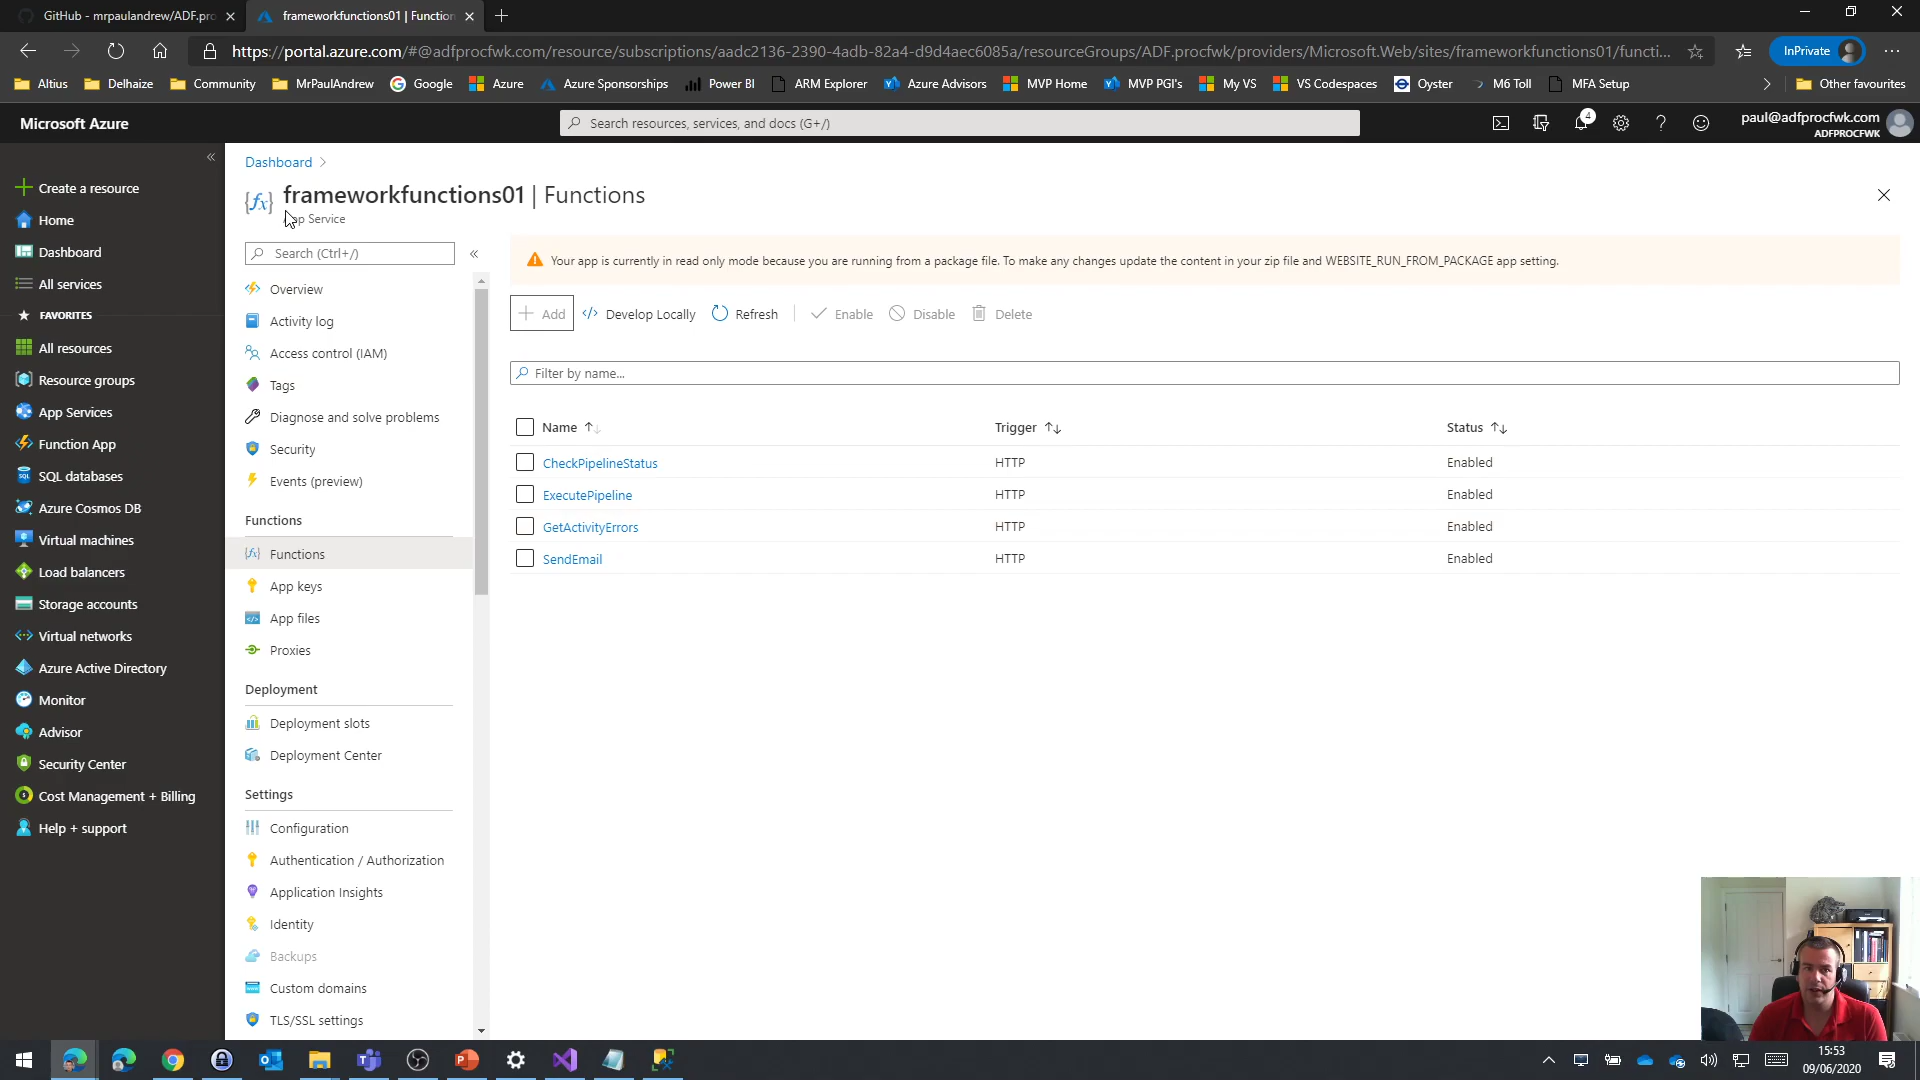 GitHub - mrpaulandrew/ADF.pro
frameworkfunctions01 | Function
https://portal.azure.com/#@adfprocfwk.com/resource/subscriptions/aadc2136-2390-4adb-82a4-d9d4aec6085a/resourceGroups/ADF.procfwk/providers/Microsoft.Web/sites/frameworkfunctions01/functi...
InPrivate
Altius
Delhaize
Community
MrPaulAndrew
Google
Azure
Azure Sponsorships
Power BI
ARM Explorer
Azure Advisors
MVP Home
MVP PGI's
My VS
VS Codespaces
Oyster
M6 Toll
MFA Setup
Other favourites
Microsoft Azure
Search resources, services, and docs (G+/)
4
paul@adfprocfwk.com
ADFPROCFWK
Create a resource
Home
Dashboard
All services
FAVORITES
All resources
Resource groups
App Services
Function App
SQL databases
Azure Cosmos DB
Virtual machines
Load balancers
Storage accounts
Virtual networks
Azure Active Directory
Monitor
Advisor
Security Center
Cost Management + Billing
Help + support
Dashboard
frameworkfunctions01 | Functions
App Service
Search (Ctrl+/)
Overview
Activity log
Access control (IAM)
Tags
Diagnose and solve problems
Security
Events (preview)
Functions
Functions
App keys
App files
Proxies
Deployment
Deployment slots
Deployment Center
Settings
Configuration
Authentication / Authorization
Application Insights
Identity
Backups
Custom domains
TLS/SSL settings
Your app is currently in read only mode because you are running from a package file. To make any changes update the content in your zip file and WEBSITE_RUN_FROM_PACKAGE app setting.
Add
Develop Locally
Refresh
Enable
Disable
Delete
Filter by name...
Name Trigger Status
CheckPipelineStatus HTTP Enabled
ExecutePipeline HTTP Enabled
GetActivityErrors HTTP Enabled
SendEmail HTTP Enabled
15:53
09/06/2020